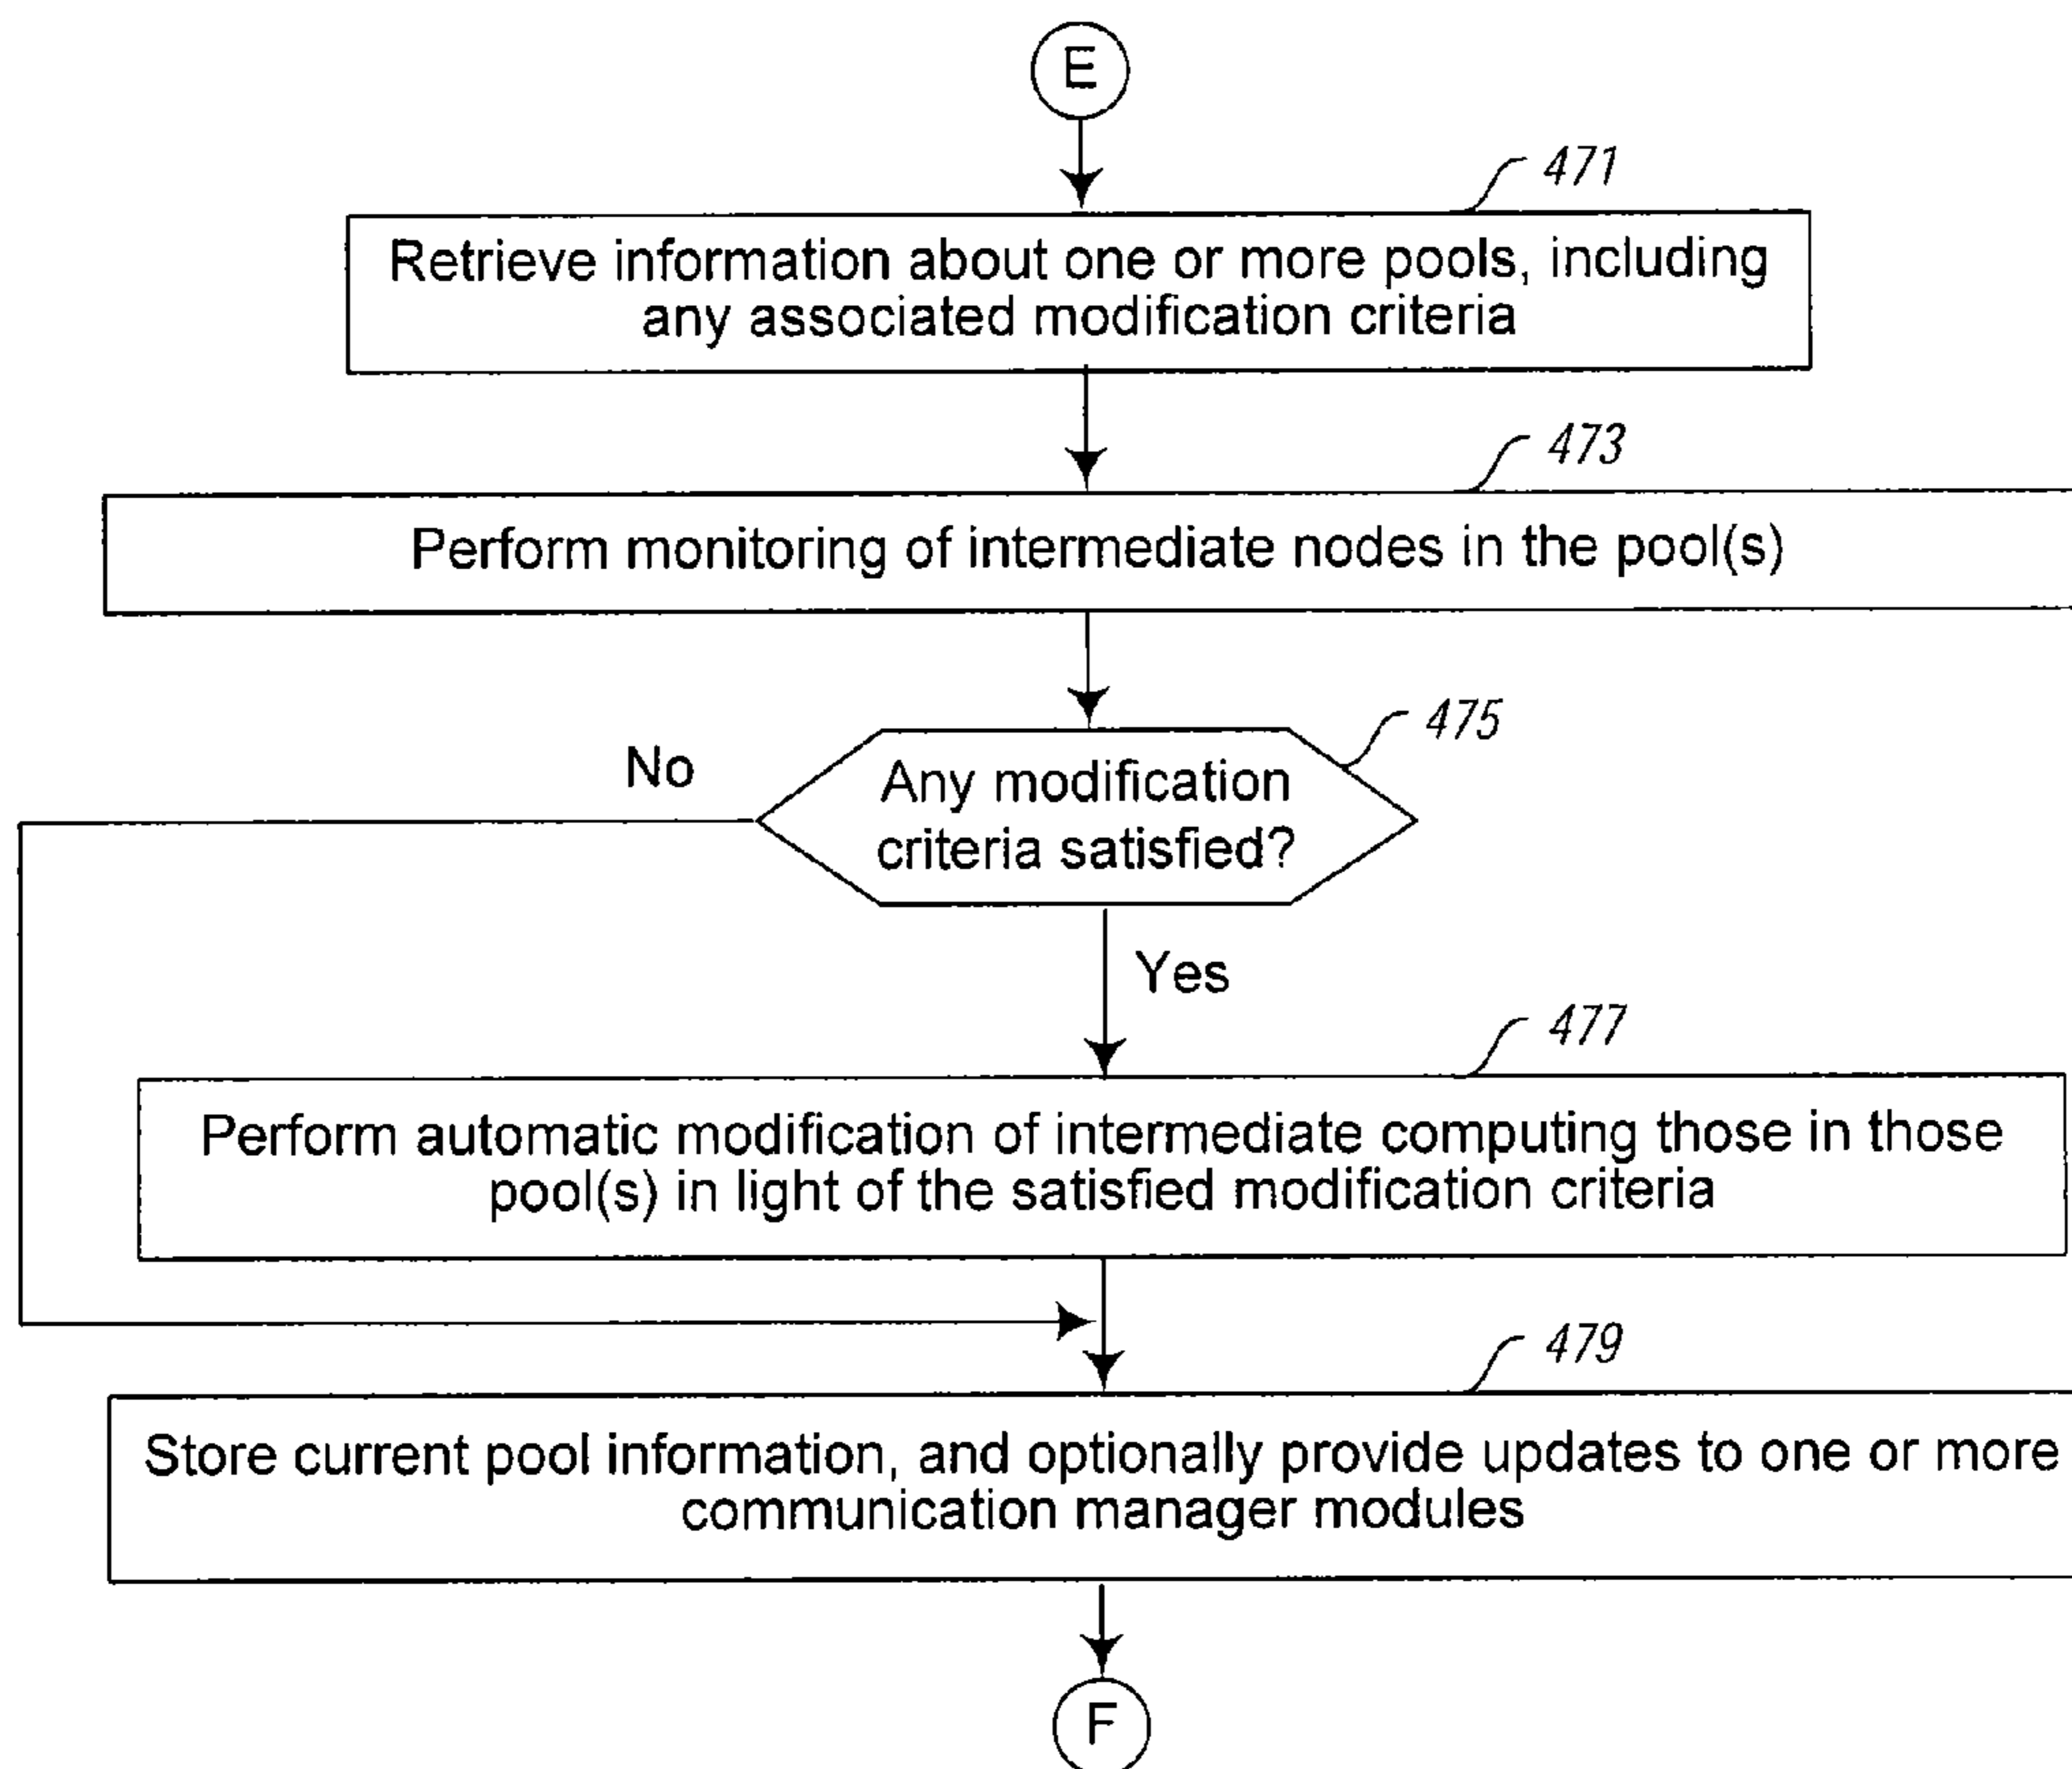 E
471
Retrieve information about one or more pools, including
any associated modification criteria
473
Perform monitoring of intermediate nodes in the pool(s)
475
No
Any modification
criteria satisfied?
Yes
477
Perform automatic modification of intermediate computing those in those
pool(s) in light of the satisfied modification criteria
479
Store current pool information, and optionally provide updates to one or more
communication manager modules
F